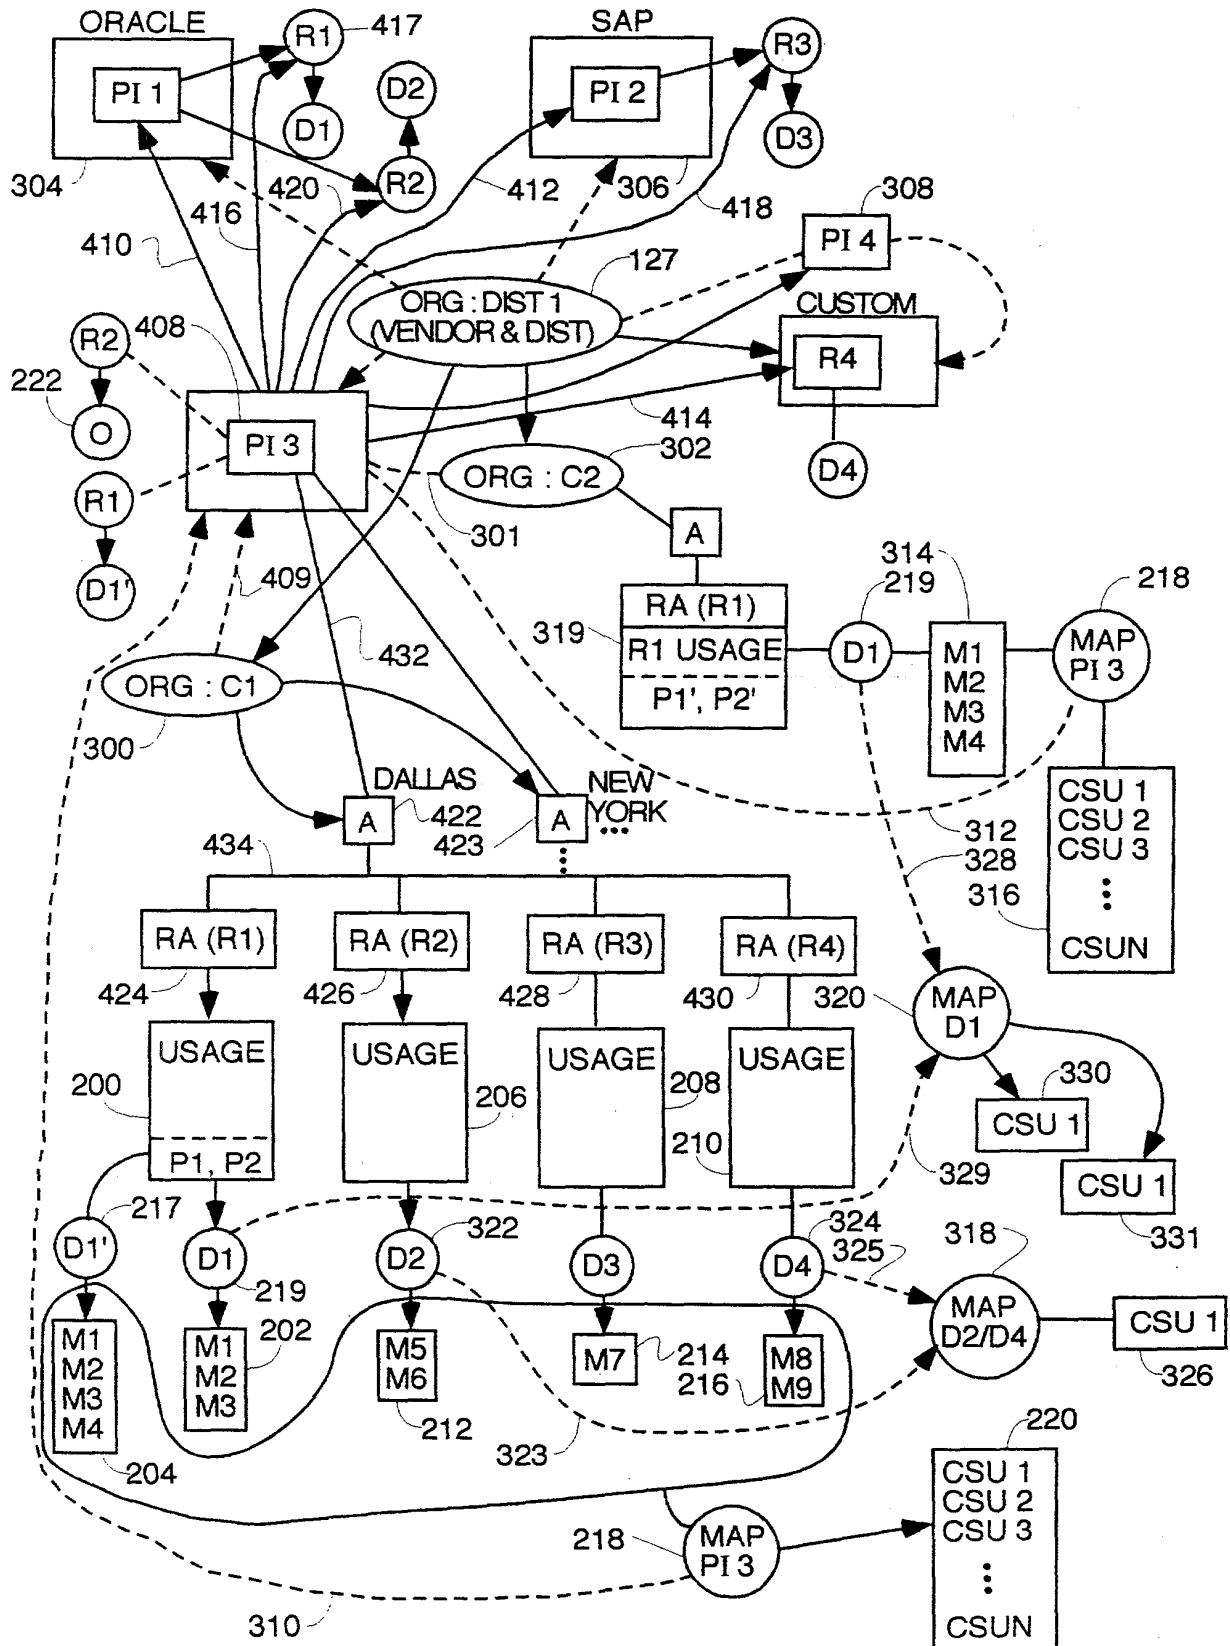 ORACLE
SAP
R1
417
R3
PI 1
D2
PI 2
D1
D3
304
R2
412
306
308
420
418
416
410
PI 4
127
ORG : DIST 1
(VENDOR & DIST)
CUSTOM
408
R2
R4
222
414
O
PI 3
302
ORG : C2
D4
R1
301
A
D1'
409
314
219
218
RA (R1)
319
432
R1 USAGE
D1
M1
M2
M3
M4
MAP
PI 3
ORG : C1
P1', P2'
300
DALLAS
NEW
YORK
A
422
A
423
312
CSU 1
CSU 2
CSU 3
434
328
316
CSUN
RA (R1)
RA (R2)
RA (R3)
RA (R4)
424
426
428
430
320
MAP
D1
USAGE
USAGE
USAGE
USAGE
200
206
208
210
330
CSU 1
P1, P2
329
CSU 1
217
322
324
325
318
331
D1'
D1
D2
D3
D4
219
MAP
D2/D4
CSU 1
326
M1
M2
M3
M4
202
M1
M2
M3
M5
M6
M7
214
216
M8
M9
212
204
323
220
CSU 1
CSU 2
CSU 3
218
MAP
PI 3
310
CSUN